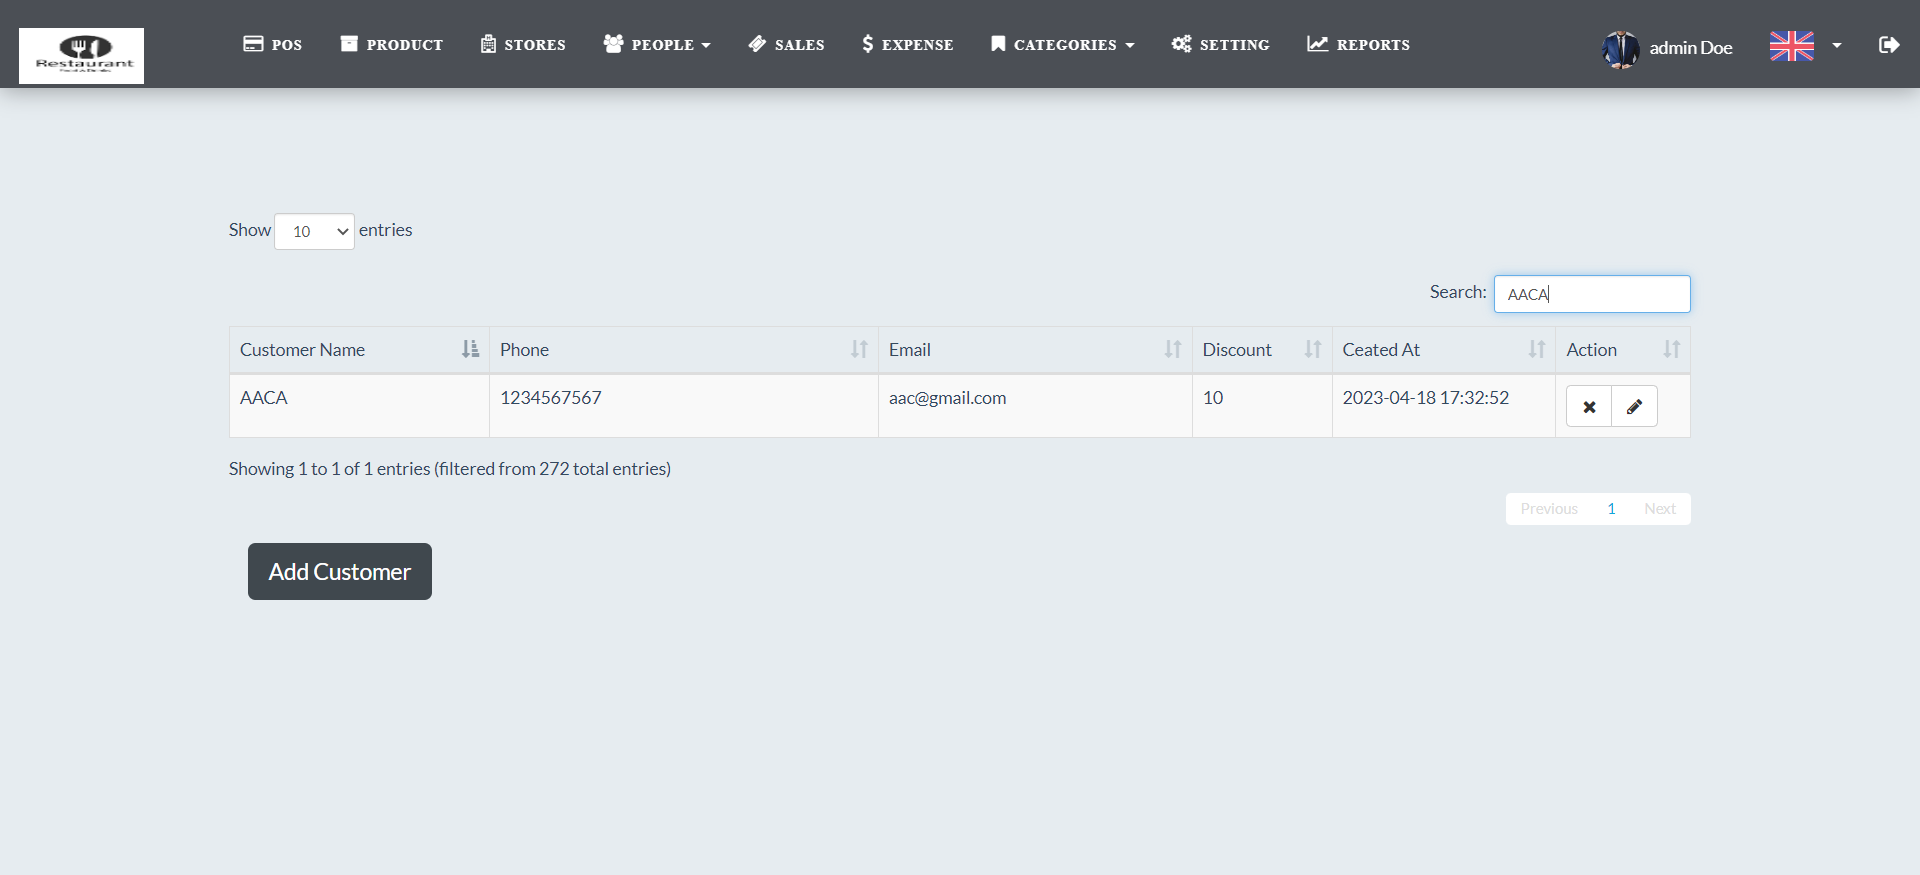 Restaurant
POS PRODUCT STORES PEOPLE SALES EXPENSE CATEGORIES SETTING REPORTS admin Doe
Show 10 entries
Search: AACA
Customer Name Phone Email Discount Ceated At Action
AACA 1234567567 aac@gmail.com 10 2023-04-18 17:32:52
Showing 1 to 1 of 1 entries (filtered from 272 total entries)
Previous 1 Next
Add Customer